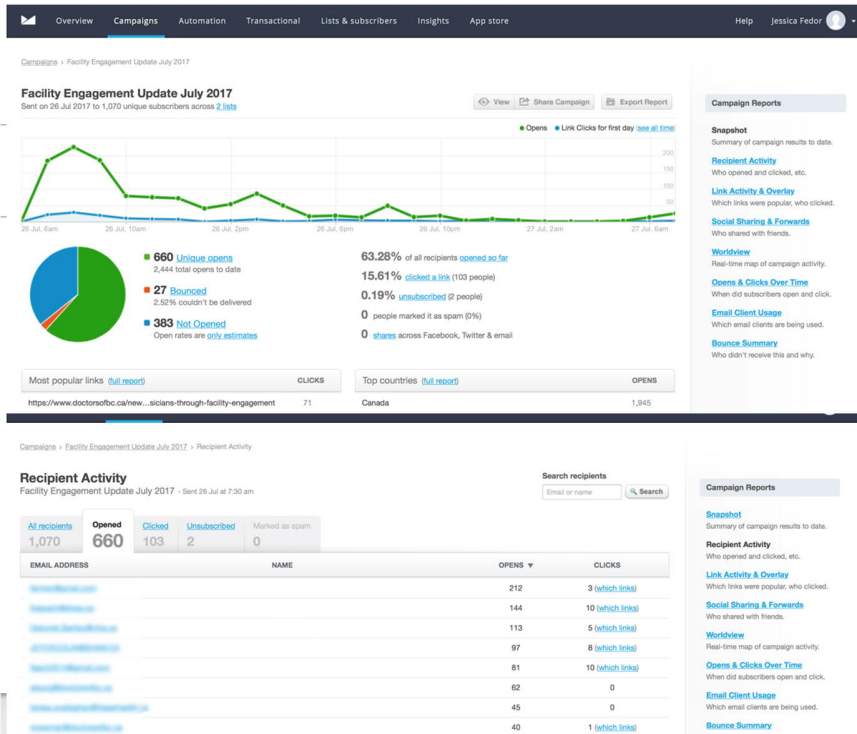 Overview Campaigns Automation Transactional Lists & subscribers Insights App store Help Jessica Fedor
Campaigns › Facility Engagement Update July 2017
Facility Engagement Update July 2017
Sent on 26 Jul 2017 to 1,070 unique subscribers across 2 lists
View Share Campaign Export Report
Opens Link Clicks for first day (see all time)
200
150
100
50
26 Jul, 6am 26 Jul, 10am 26 Jul, 2pm 26 Jul, 6pm 26 Jul, 10pm 27 Jul, 2am 27 Jul, 6am
660 Unique opens
2,444 total opens to date
27 Bounced
2.52% couldn't be delivered
383 Not Opened
Open rates are only estimates
63.28% of all recipients opened so far
15.61% clicked a link (103 people)
0.19% unsubscribed (2 people)
0 people marked it as spam (0%)
0 shares across Facebook, Twitter & email
Most popular links (full report) CLICKS
https://www.doctorsofbc.ca/new...sicians-through-facility-engagement 71
Top countries (full report) OPENS
Canada 1,945
Campaign Reports
Snapshot
Summary of campaign results to date.
Recipient Activity
Who opened and clicked, etc.
Link Activity & Overlay
Which links were popular, who clicked.
Social Sharing & Forwards
Who shared with friends.
Worldview
Real-time map of campaign activity.
Opens & Clicks Over Time
When did subscribers open and click.
Email Client Usage
Which email clients are being used.
Bounce Summary
Who didn't receive this and why.
Campaigns › Facility Engagement Update July 2017 › Recipient Activity
Recipient Activity
Facility Engagement Update July 2017 - Sent 26 Jul at 7:30 am
Search recipients
Email or name Search
All recipients Opened Clicked Unsubscribed Marked as spam
1,070 660 103 2 0
EMAIL ADDRESS NAME OPENS ▼ CLICKS
212 3 (which links)
144 10 (which links)
113 5 (which links)
97 8 (which links)
81 10 (which links)
62 0
45 0
40 1 (which links)
Campaign Reports
Snapshot
Summary of campaign results to date.
Recipient Activity
Who opened and clicked, etc.
Link Activity & Overlay
Which links were popular, who clicked.
Social Sharing & Forwards
Who shared with friends.
Worldview
Real-time map of campaign activity.
Opens & Clicks Over Time
When did subscribers open and click.
Email Client Usage
Which email clients are being used.
Bounce Summary